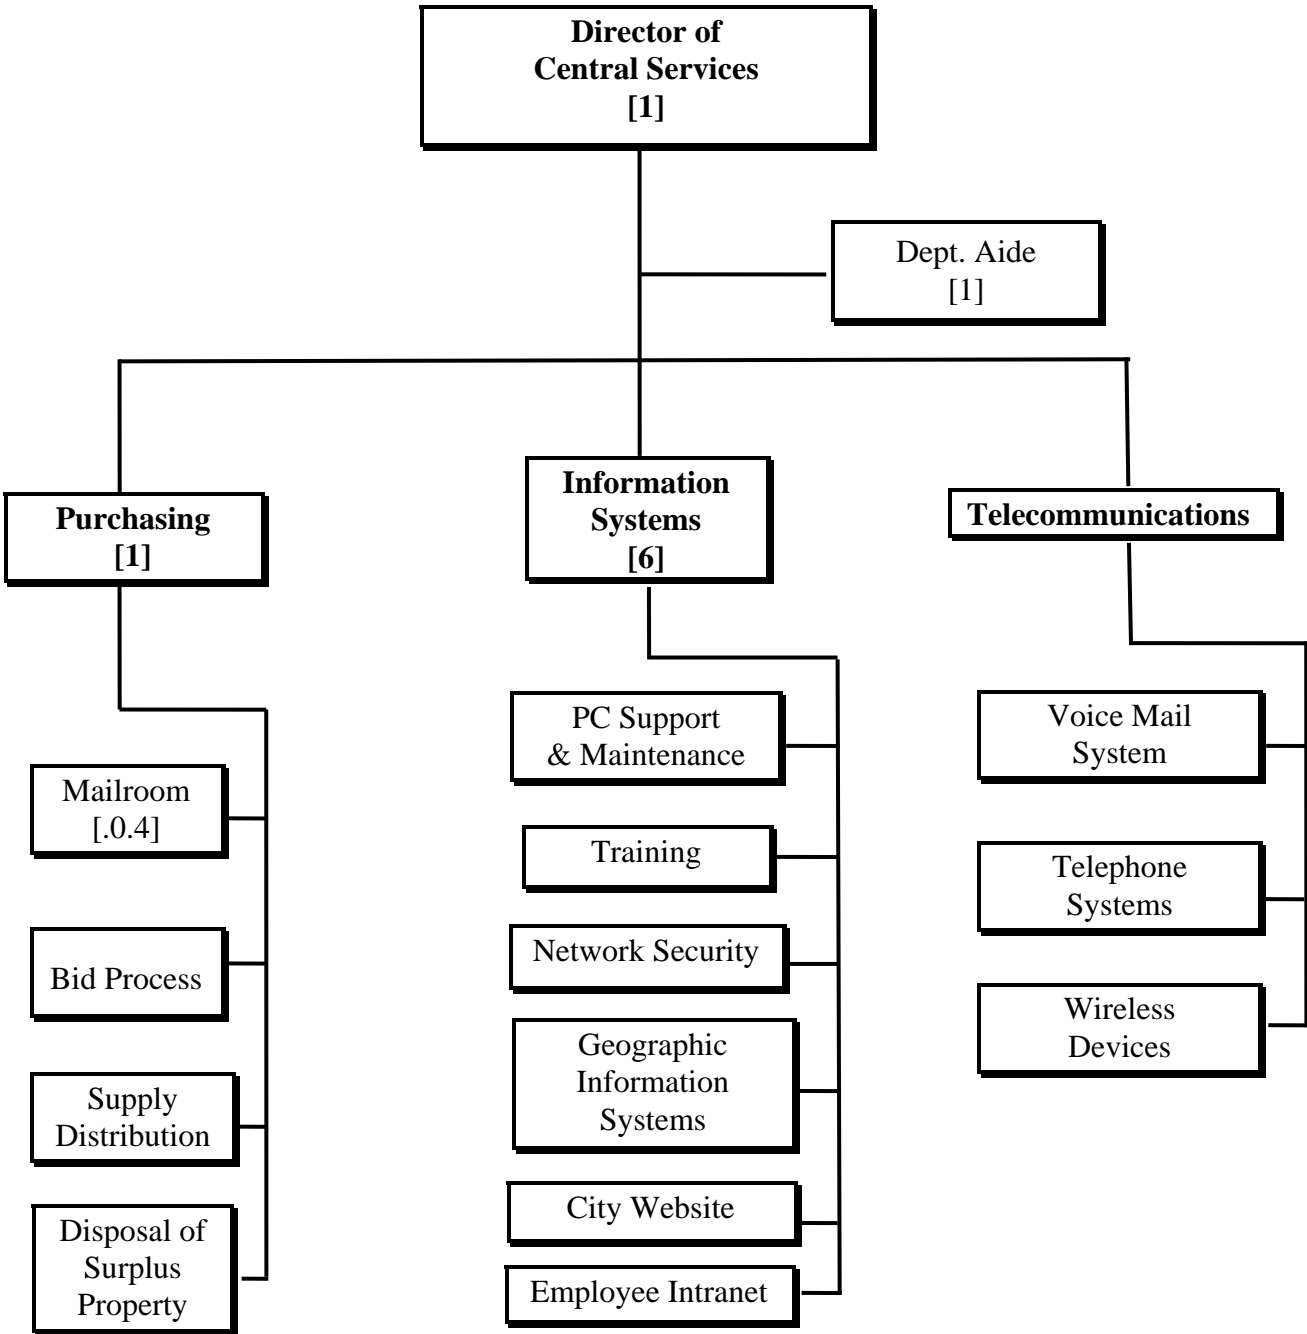 Director of
Central Services
[1]
Dept. Aide
[1]
Purchasing
[1]
Mailroom
[.0.4]
Bid Process
Supply
Distribution
Disposal of
Surplus
Property
Information
Systems
[6]
PC Support
& Maintenance
Training
Network Security
Geographic
Information
Systems
City Website
Employee Intranet
Telecommunications
Voice Mail
System
Telephone
Systems
Wireless
Devices